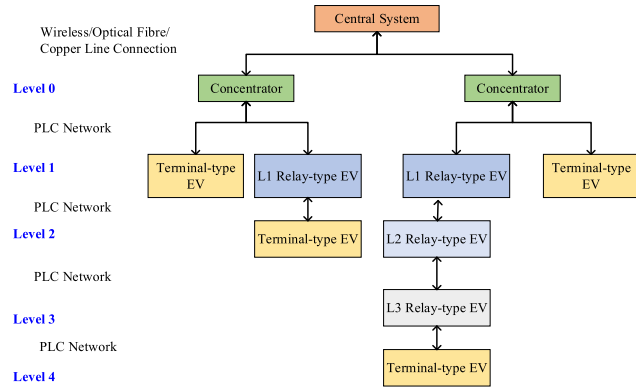 Central System
Wireless/Optical Fibre/
Copper Line Connection
Level 0
Concentrator
Concentrator
PLC Network
Level 1
Terminal-type
EV
L1 Relay-type EV
L1 Relay-type EV
Terminal-type
EV
PLC Network
Level 2
Terminal-type EV
L2 Relay-type EV
PLC Network
Level 3
L3 Relay-type EV
PLC Network
Level 4
Terminal-type EV